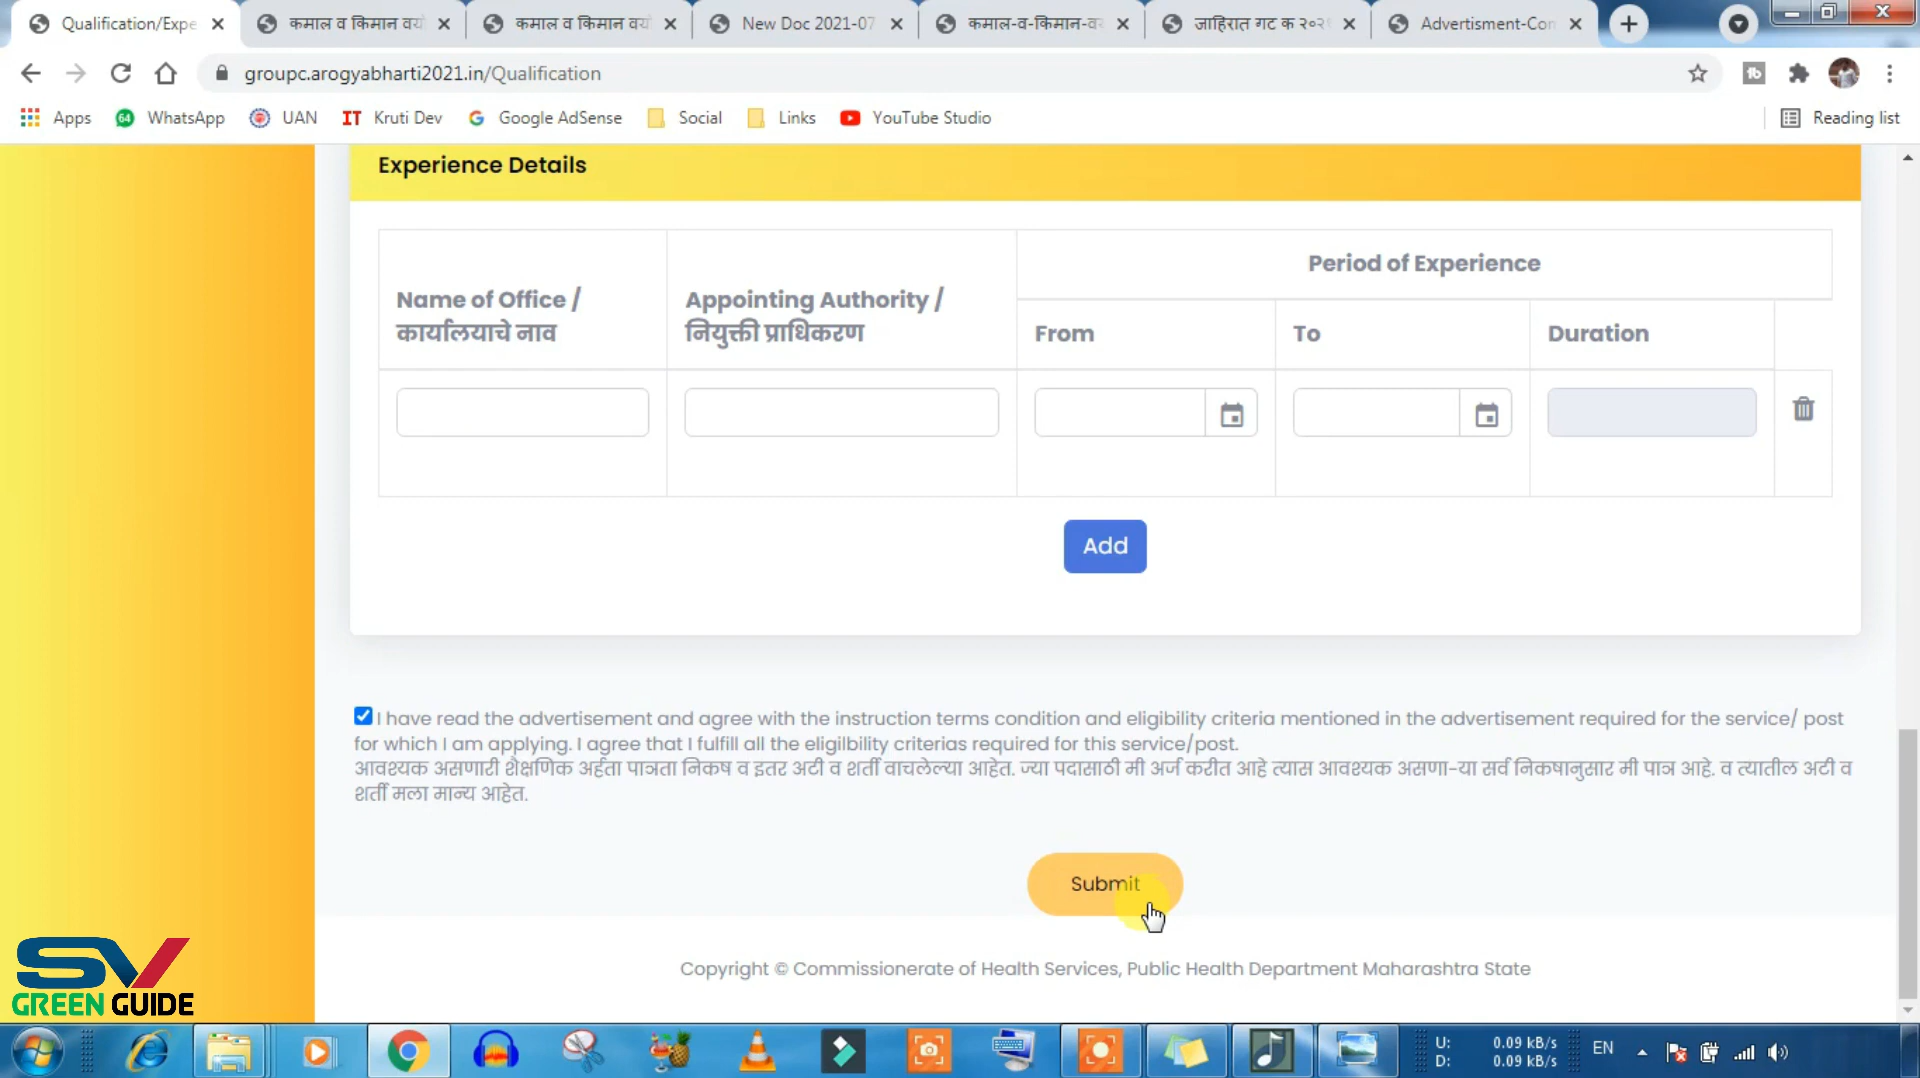 Qualification/Expe
कमाल व किमान वयो
कमाल व किमान वयो
New Doc 2021-07
कमाल-व-किमान-व
जाहिरात गट क २०२१
Advertisment-Con
groupc.arogyabharti2021.in/Qualification
Apps
64
WhatsApp
UAN
IT
Kruti Dev
Google AdSense
Social
Links
YouTube Studio
Reading list
Experience Details
Period of Experience
Name of Office /
कार्यालयाचे नाव
Appointing Authority /
नियुक्ती प्राधिकरण
From
To
Duration
Add
I have read the advertisement and agree with the instruction terms condition and eligibility criteria mentioned in the advertisement required for the service/ post
for which I am applying. I agree that I fulfill all the eligilbility criterias required for this service/post.
आवश्यक असणारी शैक्षणिक अर्हता पात्रता निकष व इतर अटी व शर्ती वाचलेल्या आहेत. ज्या पदासाठी मी अर्ज करीत आहे त्यास आवश्यक असणा-या सर्व निकषानुसार मी पात्र आहे. व त्यातील अटी व
शर्ती मला मान्य आहेत.
Submit
Copyright © Commissionerate of Health Services, Public Health Department Maharashtra State
SV
GREEN GUIDE
U: 0.09 kB/s
D: 0.09 kB/s
EN